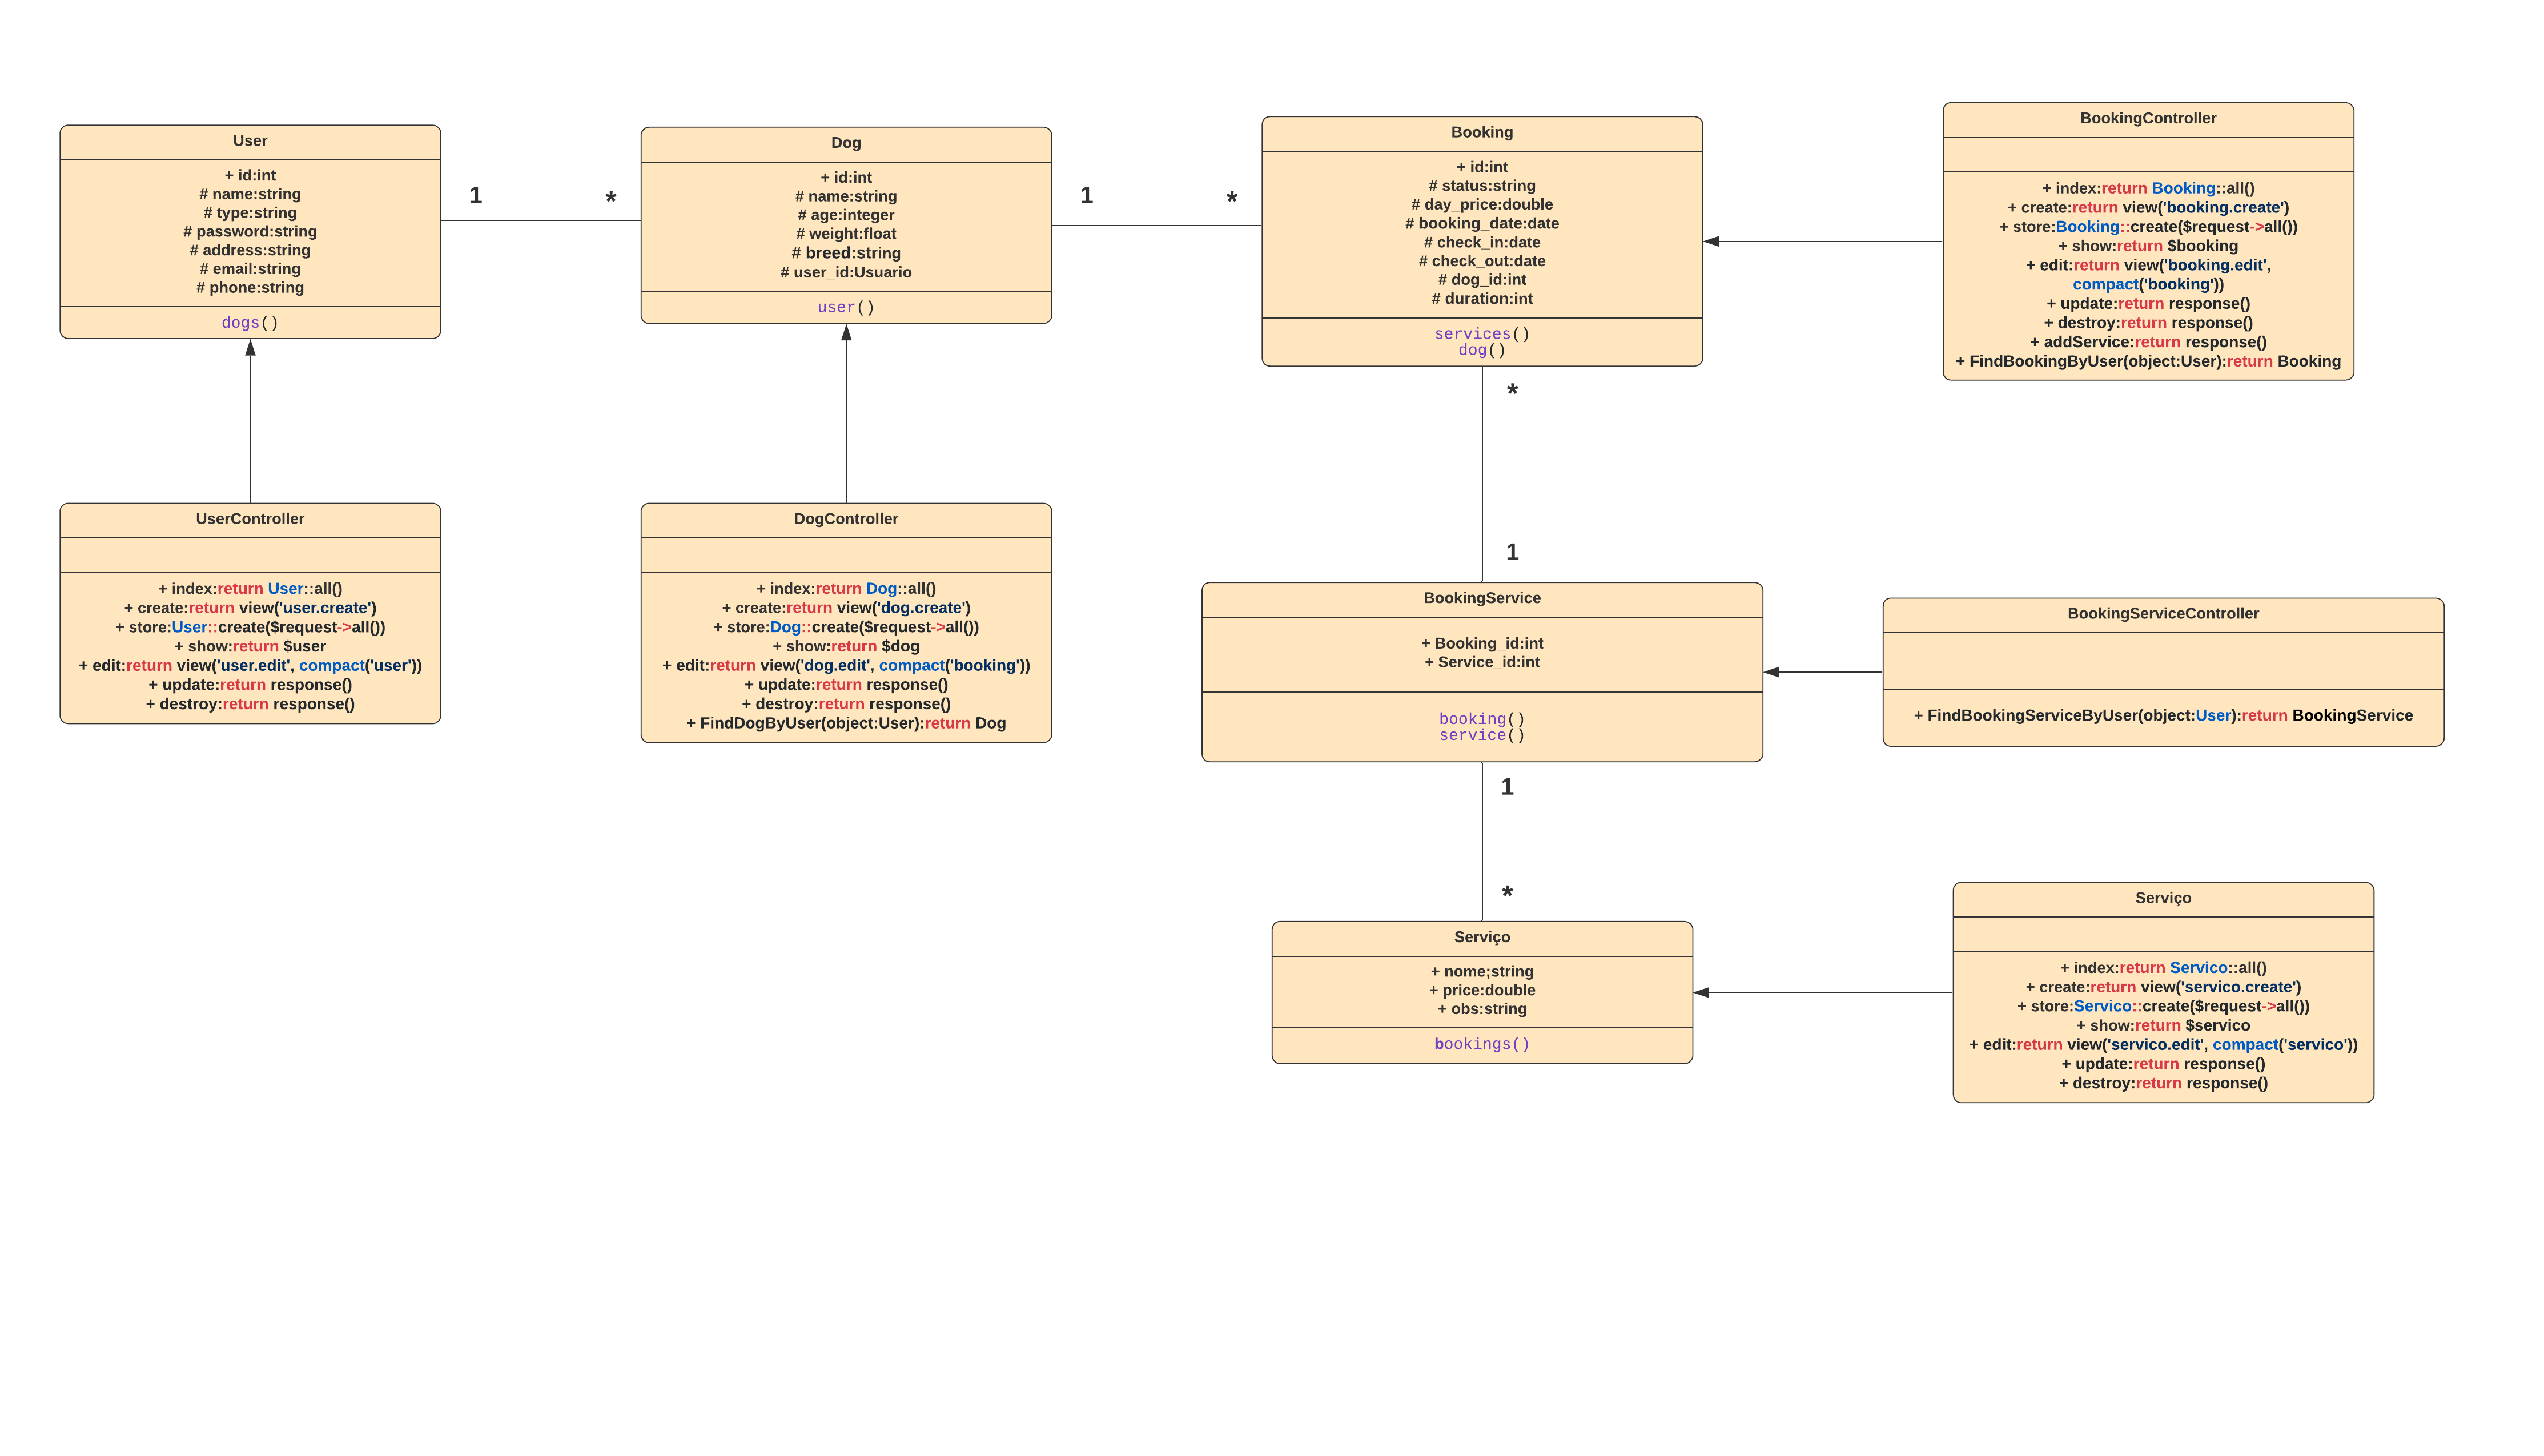 User
+ id:int
# name:string
# type:string
# password:string
# address:string
# email:string
# phone:string
dogs()
1
*
Dog
+ id:int
# name:string
# age:integer
# weight:float
# breed:string
# user_id:Usuario
user()
1
*
Booking
+ id:int
# status:string
# day_price:double
# booking_date:date
# check_in:date
# check_out:date
# dog_id:int
# duration:int
services()
dog()
BookingController
+ index:return Booking::all()
+ create:return view('booking.create')
+ store:Booking::create($request->all())
+ show:return $booking
+ edit:return view('booking.edit',
compact('booking'))
+ update:return response()
+ destroy:return response()
+ addService:return response()
+ FindBookingByUser(object:User):return Booking
*
1
UserController
+ index:return User::all()
+ create:return view('user.create')
+ store:User::create($request->all())
+ show:return $user
+ edit:return view('user.edit', compact('user'))
+ update:return response()
+ destroy:return response()
DogController
+ index:return Dog::all()
+ create:return view('dog.create')
+ store:Dog::create($request->all())
+ show:return $dog
+ edit:return view('dog.edit', compact('booking'))
+ update:return response()
+ destroy:return response()
+ FindDogByUser(object:User):return Dog
BookingService
+ Booking_id:int
+ Service_id:int
booking()
service()
BookingServiceController
+ FindBookingServiceByUser(object:User):return BookingService
1
*
Serviço
+ nome;string
+ price:double
+ obs:string
bookings()
Serviço
+ index:return Servico::all()
+ create:return view('servico.create')
+ store:Servico::create($request->all())
+ show:return $servico
+ edit:return view('servico.edit', compact('servico'))
+ update:return response()
+ destroy:return response()